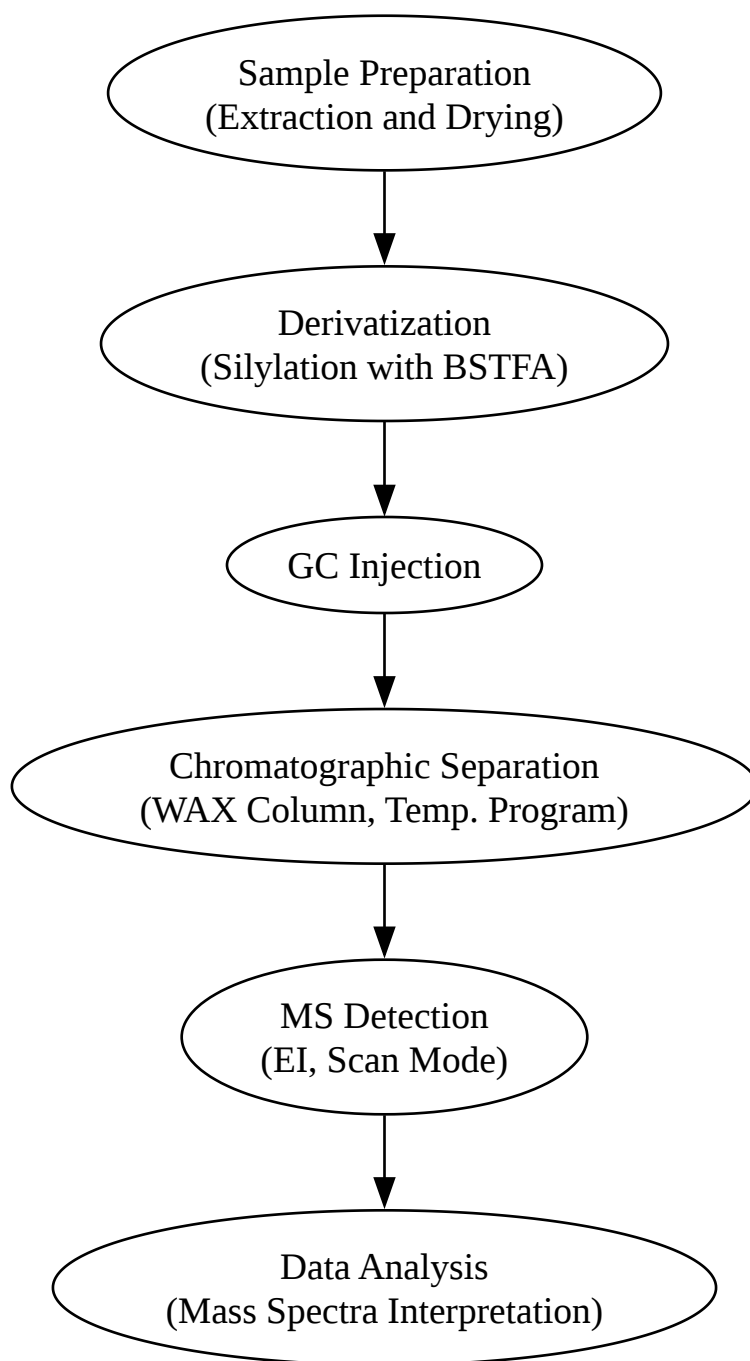 Sample Preparation
(Extraction and Drying)
Derivatization
(Silylation with BSTFA)
GC Injection
Chromatographic Separation
(WAX Column, Temp. Program)
MS Detection
(EI, Scan Mode)
Data Analysis
(Mass Spectra Interpretation)